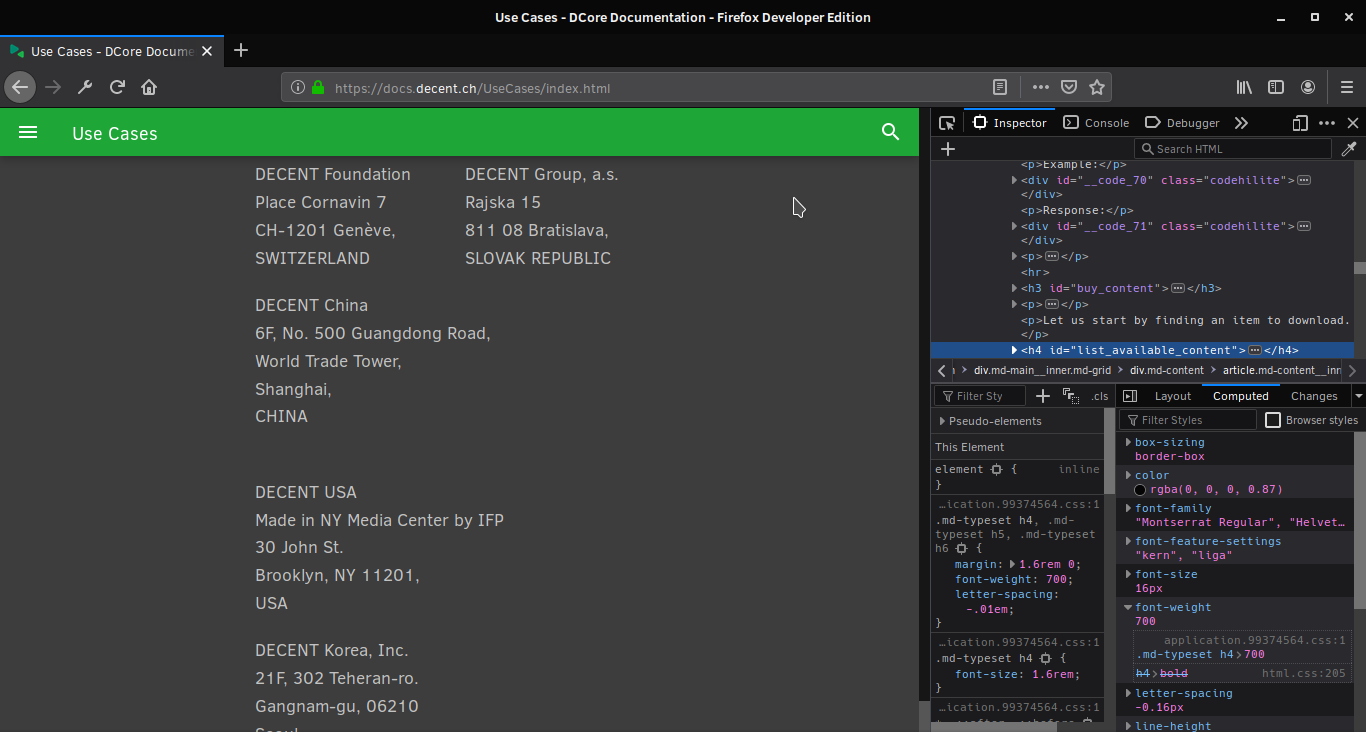 Use Cases - DCore Documentation - Firefox Developer Edition
Use Cases - DCore Docume
https://docs.decent.ch/UseCases/index.html
Use Cases
DECENT Foundation
Place Cornavin 7
CH-1201 Genève,
SWITZERLAND
DECENT Group, a.s.
Rajska 15
811 08 Bratislava,
SLOVAK REPUBLIC
DECENT China
6F, No. 500 Guangdong Road,
World Trade Tower,
Shanghai,
CHINA
DECENT USA
Made in NY Media Center by IFP
30 John St.
Brooklyn, NY 11201,
USA
DECENT Korea, Inc.
21F, 302 Teheran-ro.
Gangnam-gu, 06210
Inspector
Console
Debugger
Search HTML
<p>Example:</p>
<div id="__code_70" class="codehilite">
</div>
<p>Response:</p>
<div id="__code_71" class="codehilite">
</div>
<p></p>
<hr>
<h3 id="buy_content"></h3>
<p></p>
<p>Let us start by finding an item to download.
</p>
<h4 id="list_available_content"></h4>
div.md-main__inner.md-grid
div.md-content
article.md-content__inn
Filter Sty
.cls
Pseudo-elements
This Element
element { inline
}
…ication.99374564.css:1
.md-typeset h4, .md-
typeset h5, .md-typeset
h6 {
margin: 1.6rem 0;
font-weight: 700;
letter-spacing:
-.01em;
}
…ication.99374564.css:1
.md-typeset h4 {
font-size: 1.6rem;
}
…ication.99374564.css:1
Layout
Computed
Changes
Filter Styles
Browser styles
box-sizing
border-box
color
rgba(0, 0, 0, 0.87)
font-family
"Montserrat Regular", "Helvet…
font-feature-settings
"kern", "liga"
font-size
16px
font-weight
700
application.99374564.css:1
.md-typeset h4 700
h4 bold html.css:205
letter-spacing
-0.16px
line-height